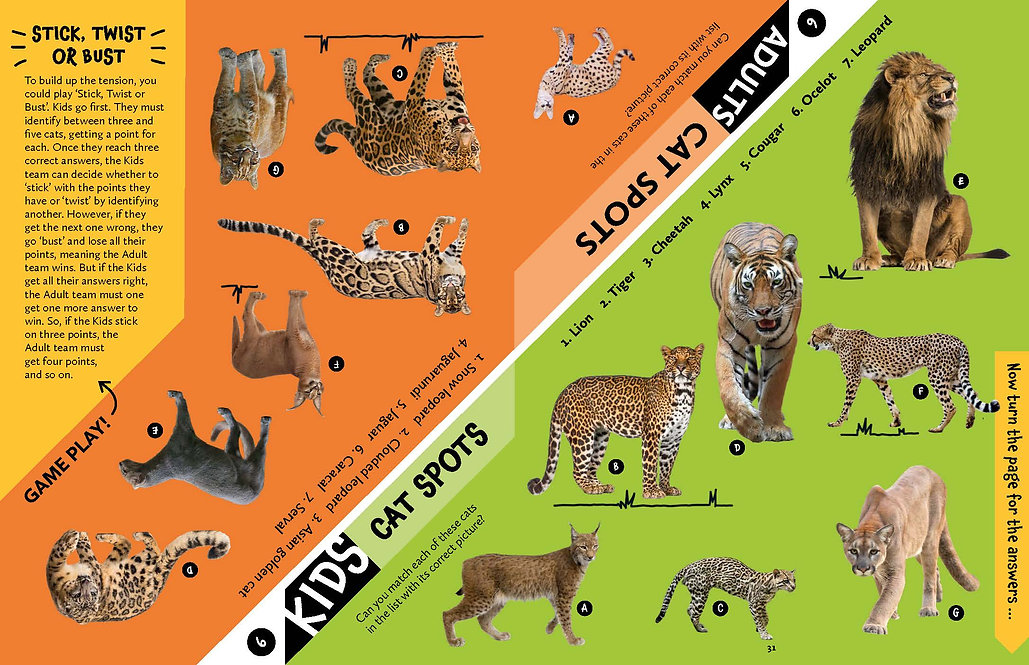 STICK, TWIST
OR BUST
To build up the tension, you
could play ‘Stick, Twist or
Bust’. Kids go first. They must
identify between three and
five cats, getting a point for
each. Once they reach three
correct answers, the Kids
team can decide whether to
‘stick’ with the points they
have or ‘twist’ by identifying
another. However, if they
get the next one wrong, they
go ‘bust’ and lose all their
points, meaning the Adult
team wins. But if the Kids
get all their answers right,
the Adult team must one
get one more answer to
win. So, if the Kids stick
on three points, the
Adult team must
get four points,
and so on.
GAME PLAY!
6
ADULTS
CAT SPOTS
Can you match each of these cats in the
list with its correct picture?
1. Snow leopard 2. Clouded leopard 3. Asian golden cat
4. Jaguarundi 5. Jaguar 6. Caracal 7. Serval
A
B
C
D
E
F
G
6
KIDS
CAT SPOTS
Can you match each of these cats
in the list with its correct picture?
1. Lion 2. Tiger 3. Cheetah 4. Lynx 5. Cougar 6. Ocelot 7. Leopard
A
B
C
D
E
F
G
31
Now turn the page for the answers ...